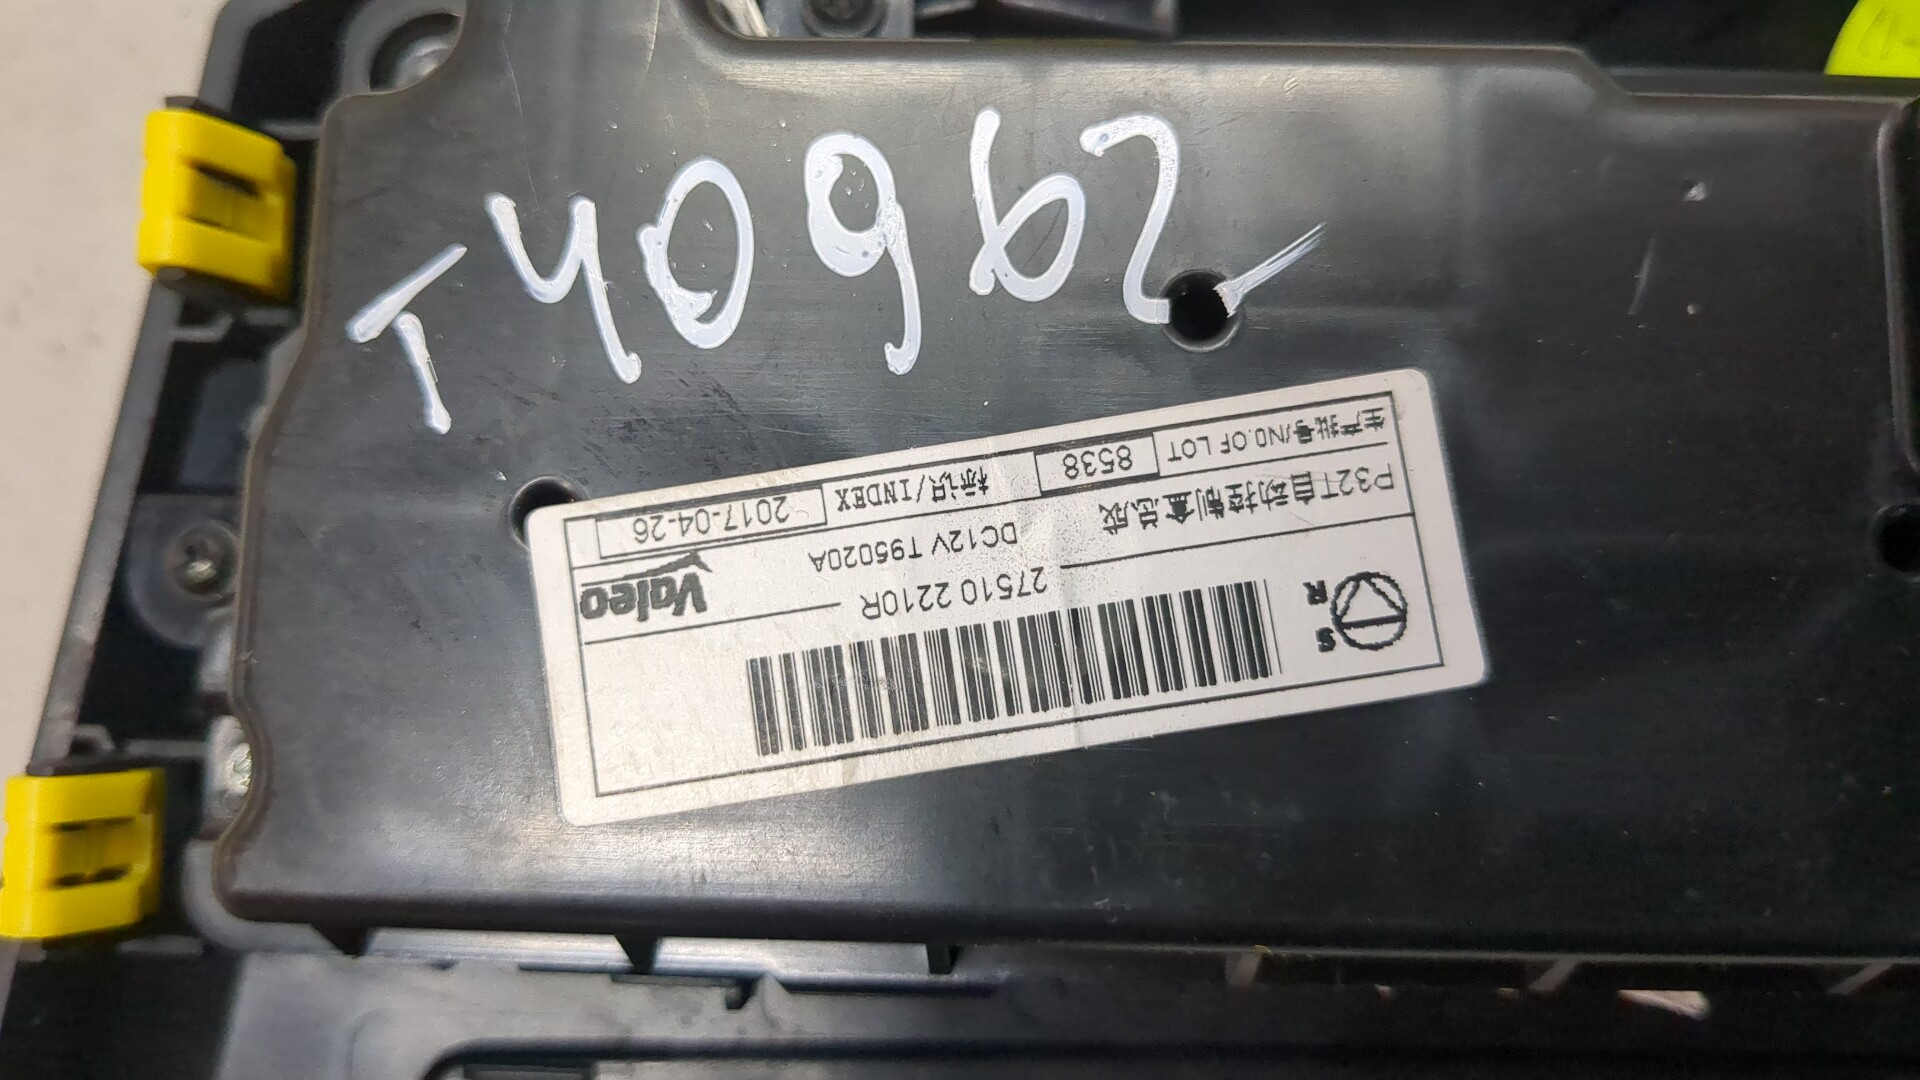 T40962
生产批号/NO.OF LOT 8538 标识/INDEX 2017-04-26
P32T自动控制盒总成 DC12V T95020A Valeo
27510 2210R
S R